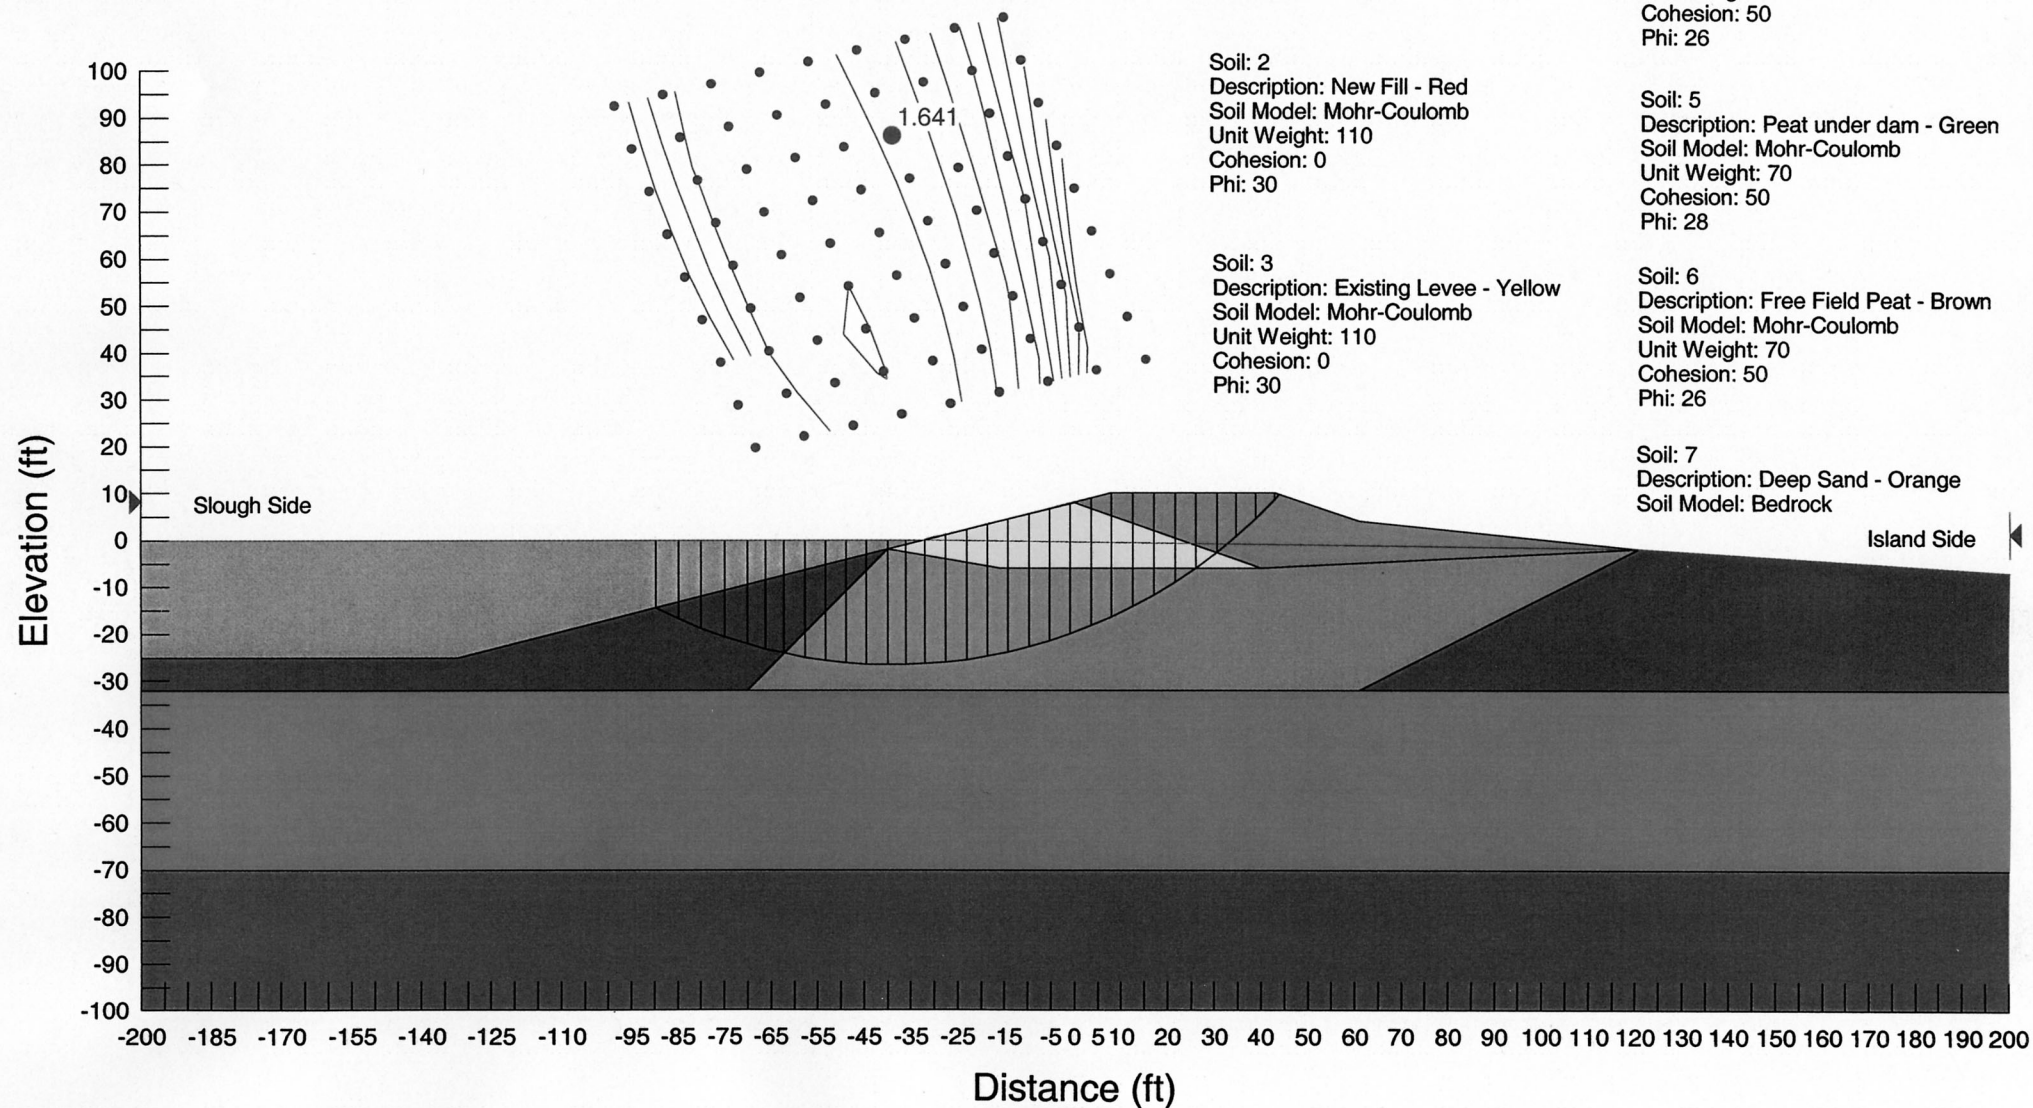 Cohesion: 50
Phi: 26
Soil: 2
Description: New Fill - Red
Soil Model: Mohr-Coulomb
Unit Weight: 110
Cohesion: 0
Phi: 30
Soil: 5
Description: Peat under dam - Green
Soil Model: Mohr-Coulomb
Unit Weight: 70
Cohesion: 50
Phi: 28
1.641
Soil: 3
Description: Existing Levee - Yellow
Soil Model: Mohr-Coulomb
Unit Weight: 110
Cohesion: 0
Phi: 30
Soil: 6
Description: Free Field Peat - Brown
Soil Model: Mohr-Coulomb
Unit Weight: 70
Cohesion: 50
Phi: 26
Soil: 7
Description: Deep Sand - Orange
Soil Model: Bedrock
Slough Side
Island Side
Elevation (ft)
100
90
80
70
60
50
40
30
20
10
0
-10
-20
-30
-40
-50
-60
-70
-80
-90
-100
-200 -185 -170 -155 -140 -125 -110 -95 -85 -75 -65 -55 -45 -35 -25 -15 -5 0 5 10 20 30 40 50 60 70 80 90 100 110 120 130 140 150 160 170 180 190 200
Distance (ft)